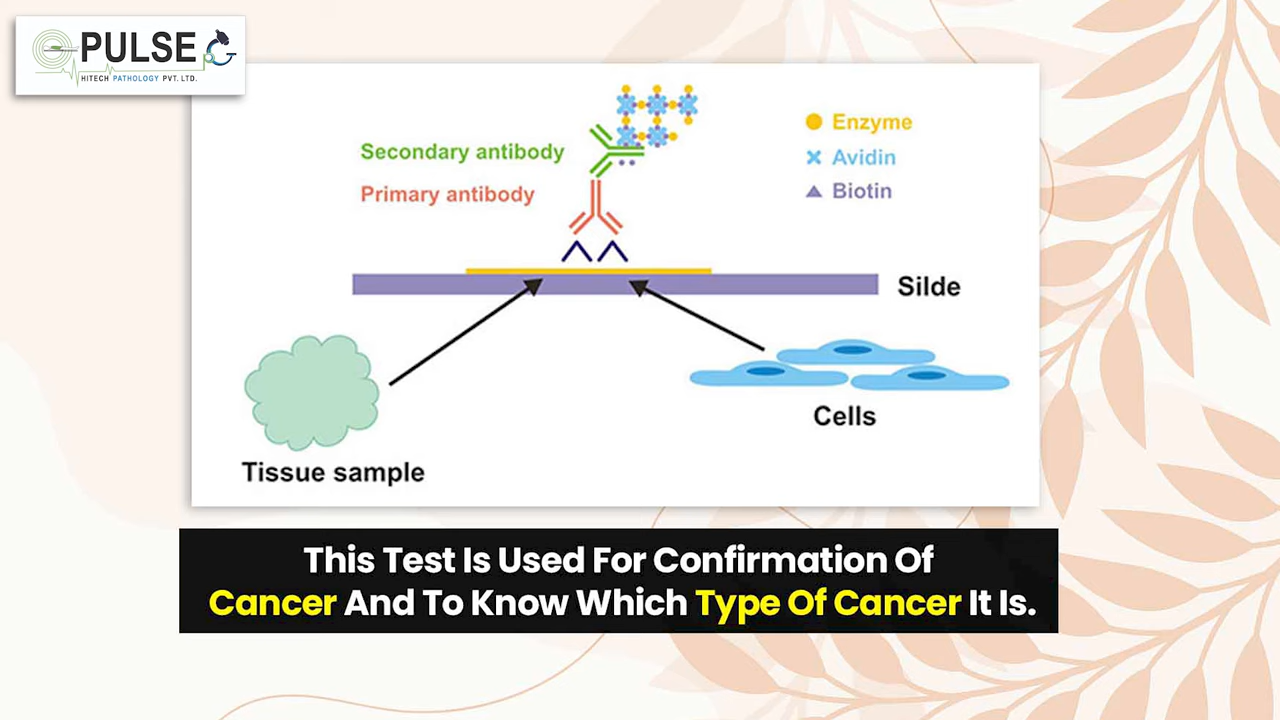 PULSE
HITECH PATHOLOGY PVT. LTD.
Secondary antibody
Primary antibody
Enzyme
Avidin
Biotin
Silde
Cells
Tissue sample
This Test Is Used For Confirmation Of
Cancer And To Know Which Type Of Cancer It Is.